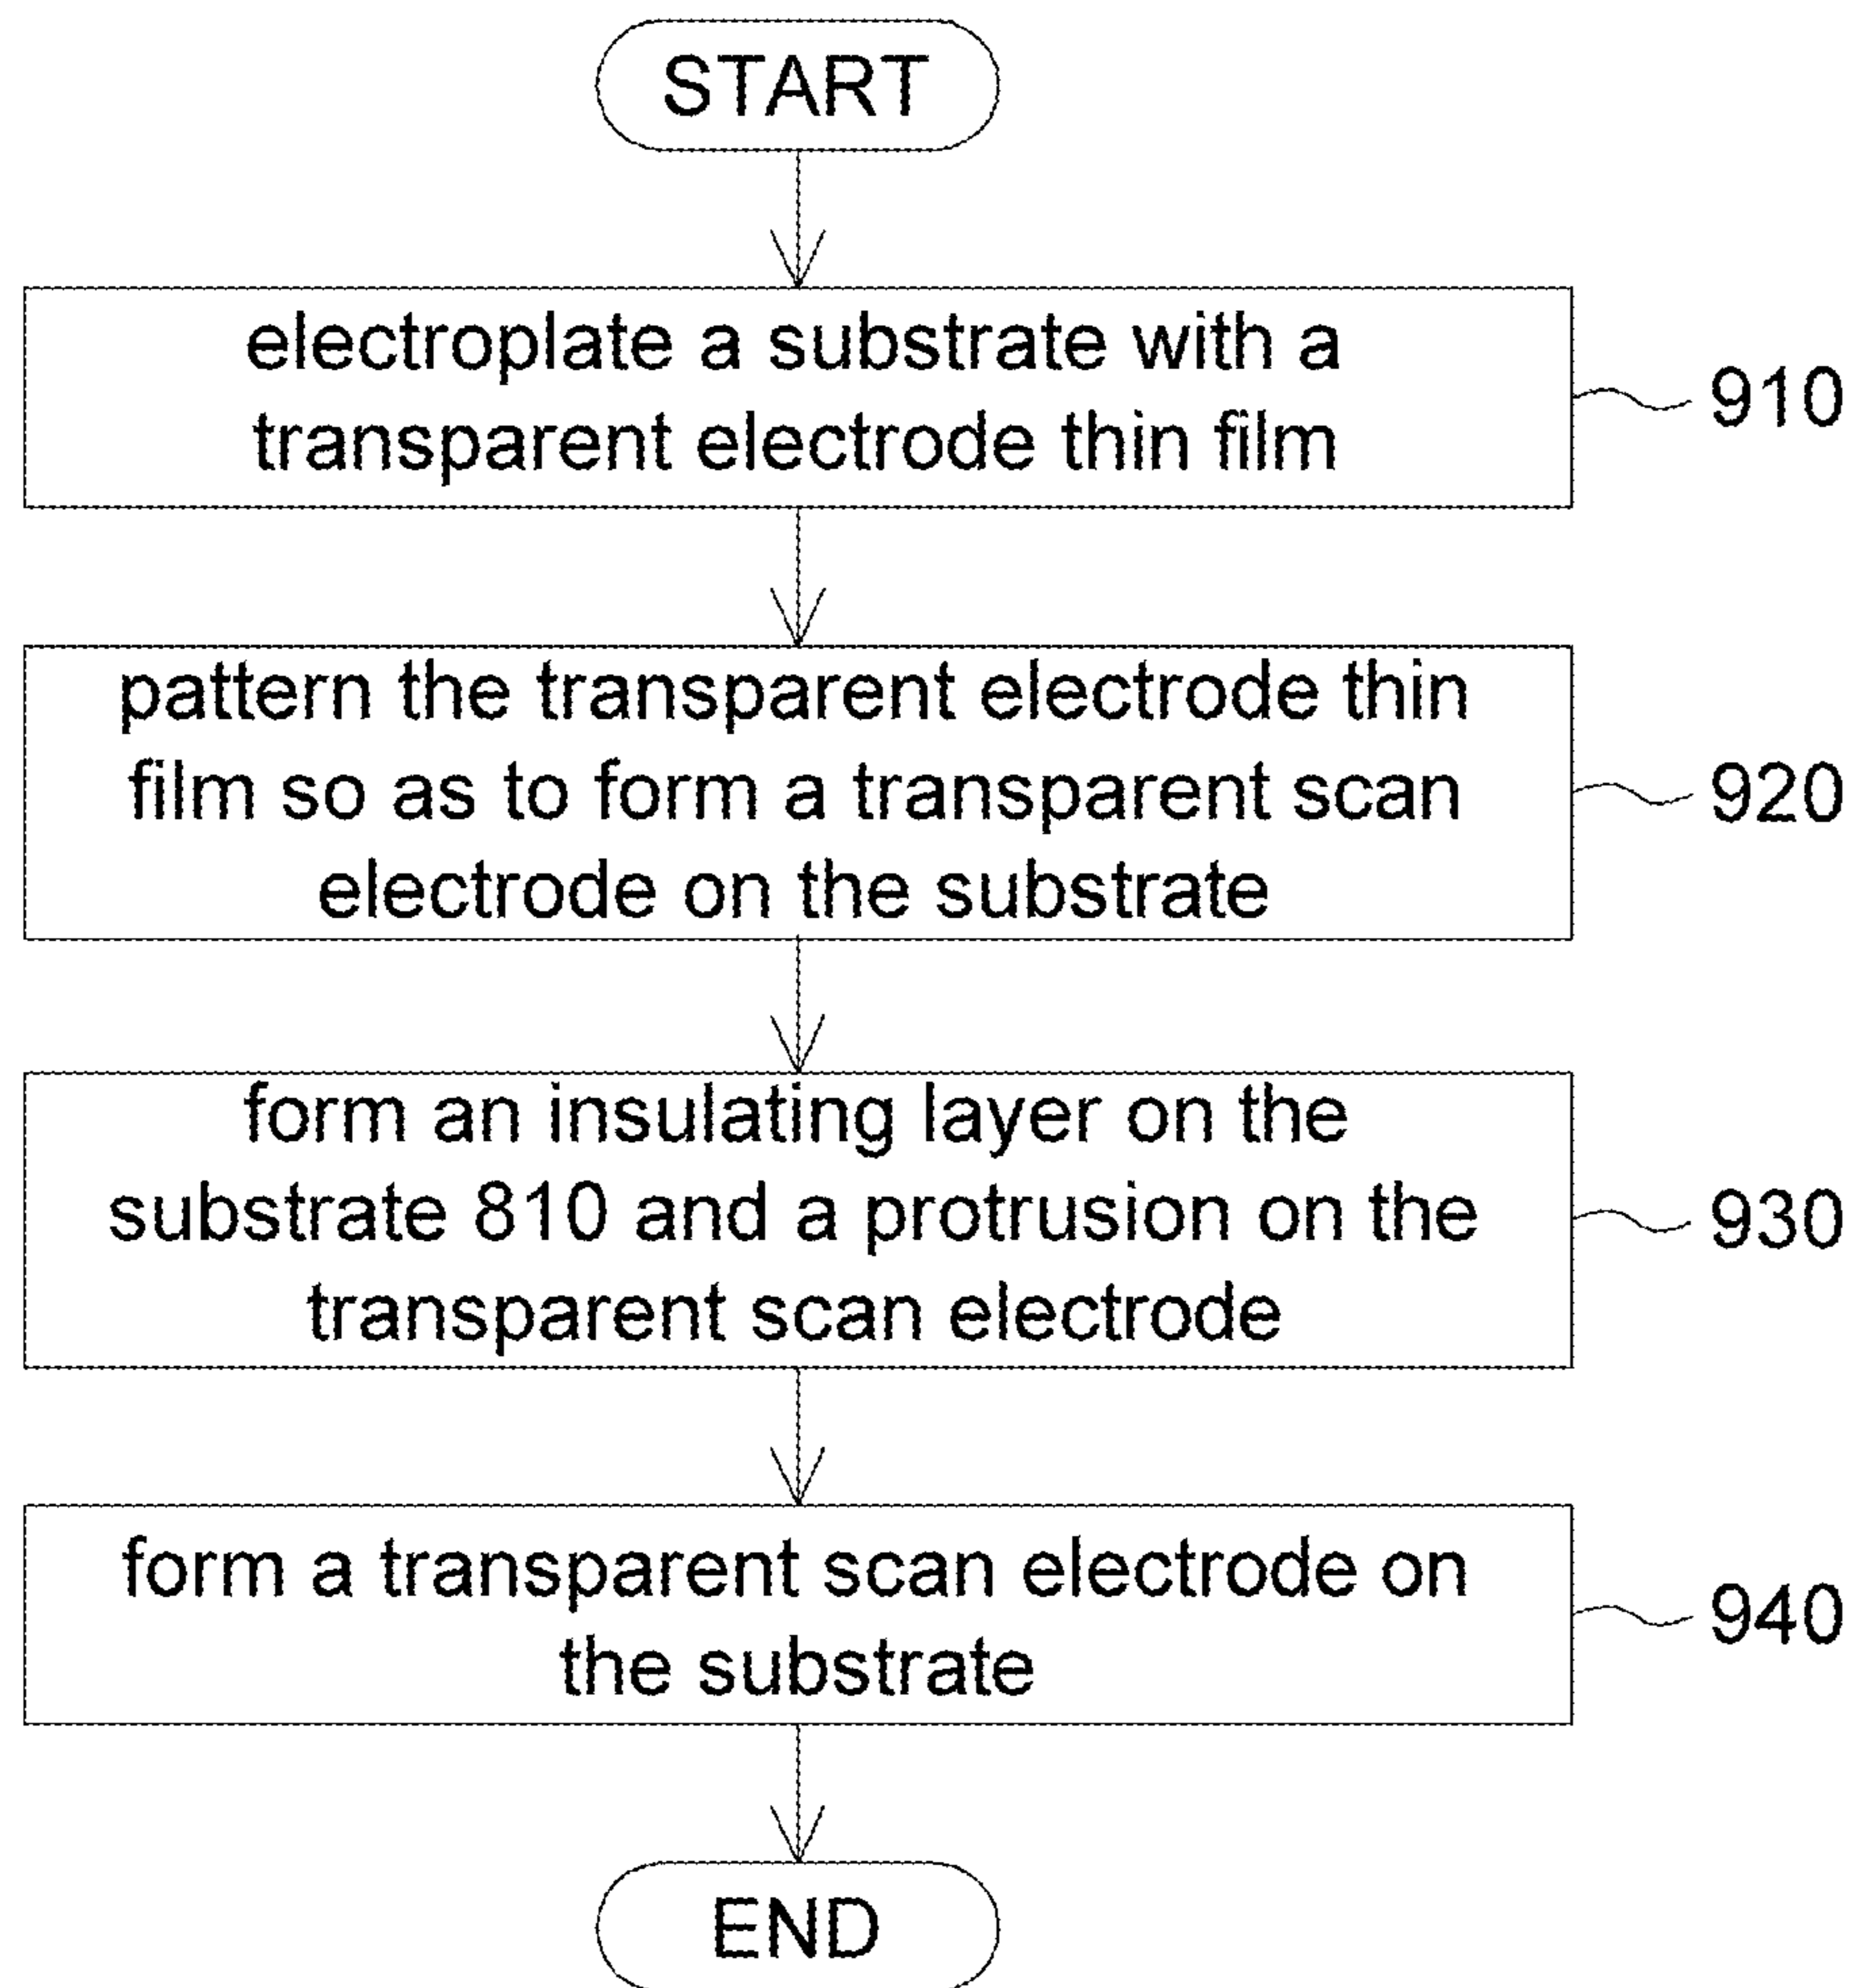 START
electroplate a substrate with a
transparent electrode thin film
910
pattern the transparent electrode thin
film so as to form a transparent scan
electrode on the substrate
920
form an insulating layer on the
substrate 810 and a protrusion on the
transparent scan electrode
930
form a transparent scan electrode on
the substrate
940
END